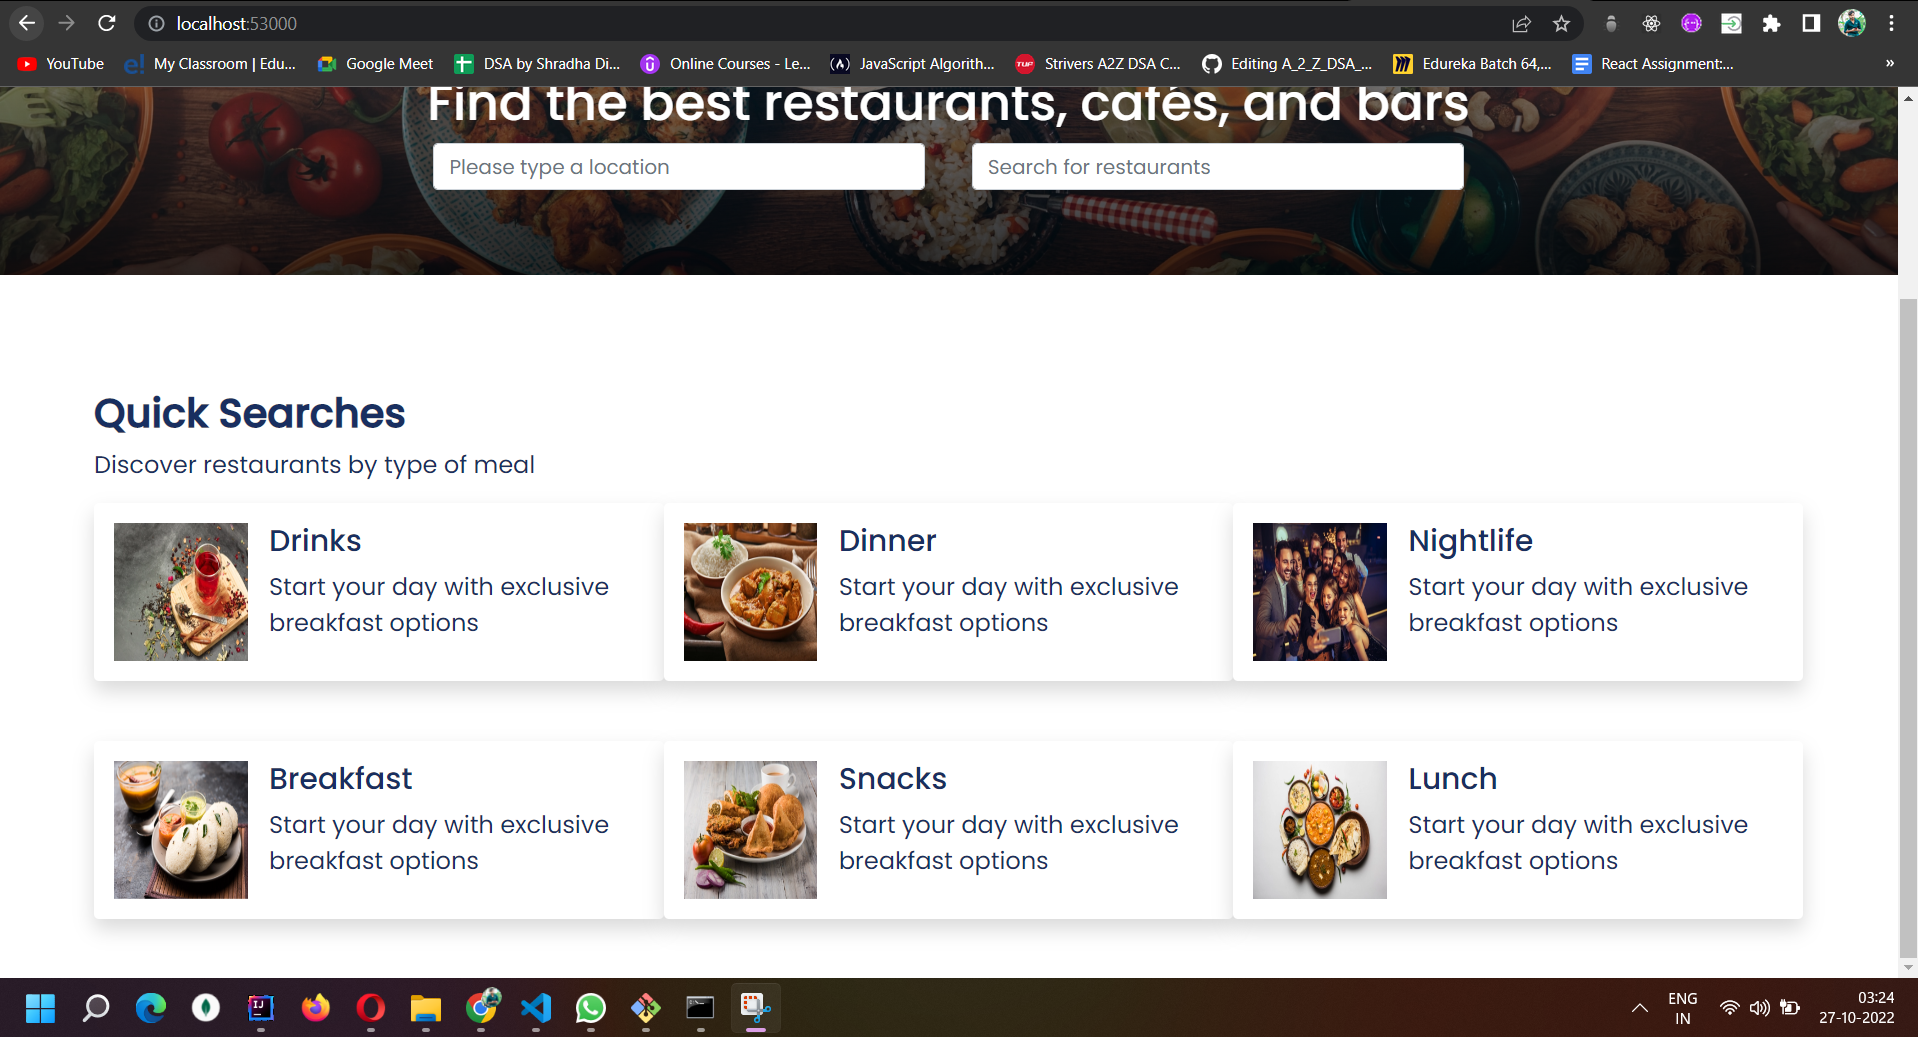 localhost:53000
YouTube
My Classroom | Edu...
Google Meet
DSA by Shradha Di...
Online Courses - Le...
JavaScript Algorith...
Strivers A2Z DSA C...
Editing A_2_Z_DSA_...
Edureka Batch 64,...
React Assignment:...
»
Find the best restaurants, cafés, and bars
Please type a location
Search for restaurants
Quick Searches
Discover restaurants by type of meal
Drinks
Start your day with exclusive
breakfast options
Dinner
Start your day with exclusive
breakfast options
Nightlife
Start your day with exclusive
breakfast options
Breakfast
Start your day with exclusive
breakfast options
Snacks
Start your day with exclusive
breakfast options
Lunch
Start your day with exclusive
breakfast options
ENG
IN
03:24
27-10-2022